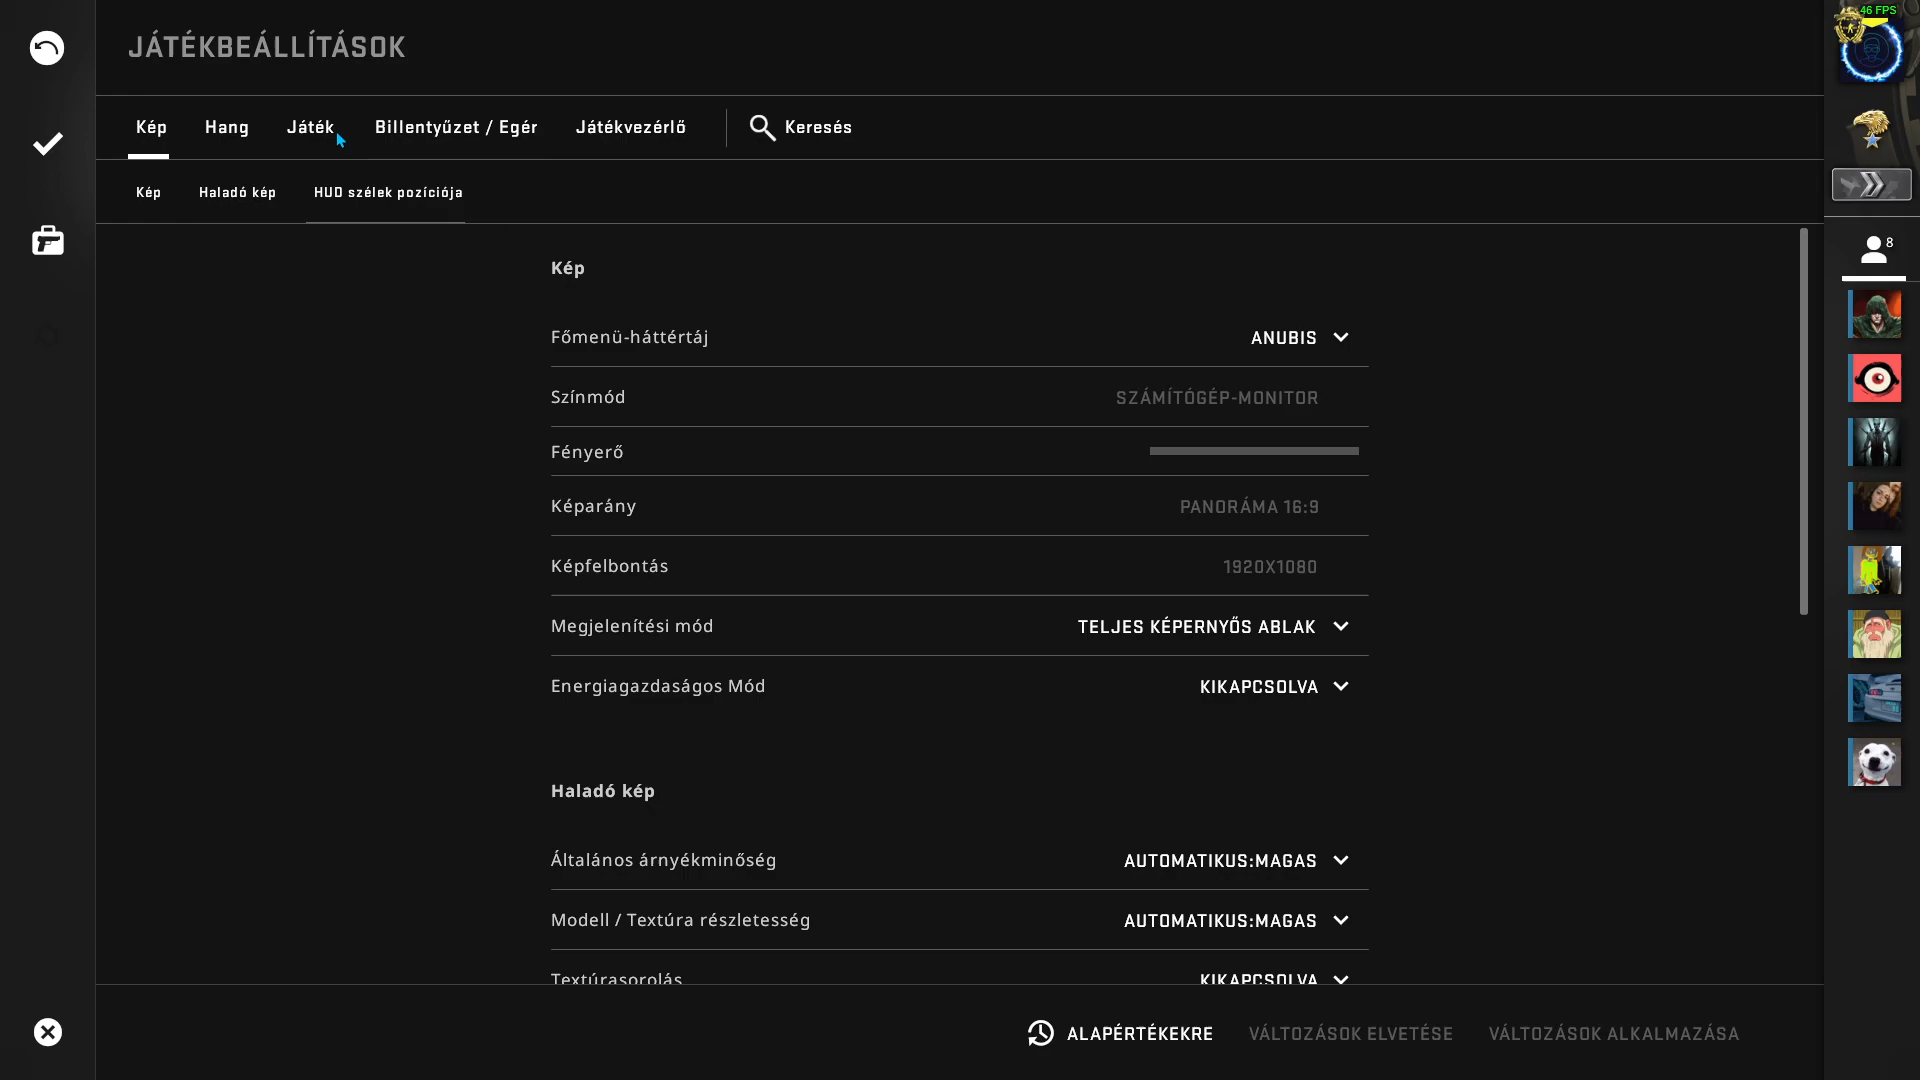 46 FPS
JÁTÉKBEÁLLÍTÁSOK
Kép Hang Játék Billentyűzet / Egér Játékvezérlő Keresés
Kép Haladó kép HUD szélek pozíciója
8
Kép
Főmenü-háttértáj ANUBIS
Színmód SZÁMÍTÓGÉP-MONITOR
Fényerő
Képarány PANORÁMA 16:9
Képfelbontás 1920X1080
Megjelenítési mód TELJES KÉPERNYŐS ABLAK
Energiagazdaságos Mód KIKAPCSOLVA
Haladó kép
Általános árnyékminőség AUTOMATIKUS:MAGAS
Modell / Textúra részletesség AUTOMATIKUS:MAGAS
Textúrasorolás KIKAPCSOLVA
ALAPÉRTÉKEKRE VÁLTOZÁSOK ELVETÉSE VÁLTOZÁSOK ALKALMAZÁSA